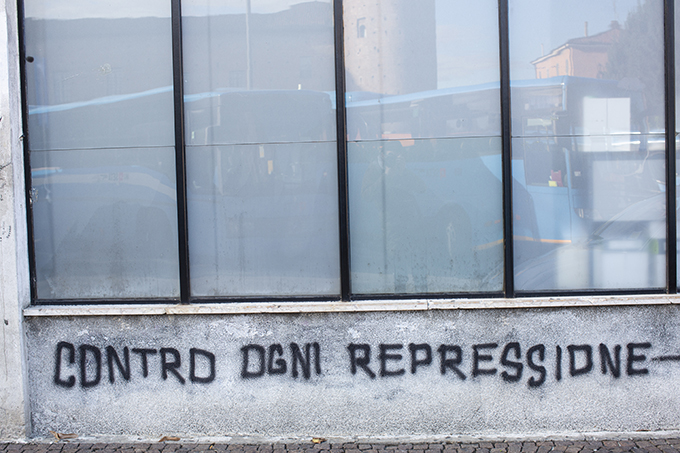 CONTRO OGNI REPRESSIONE